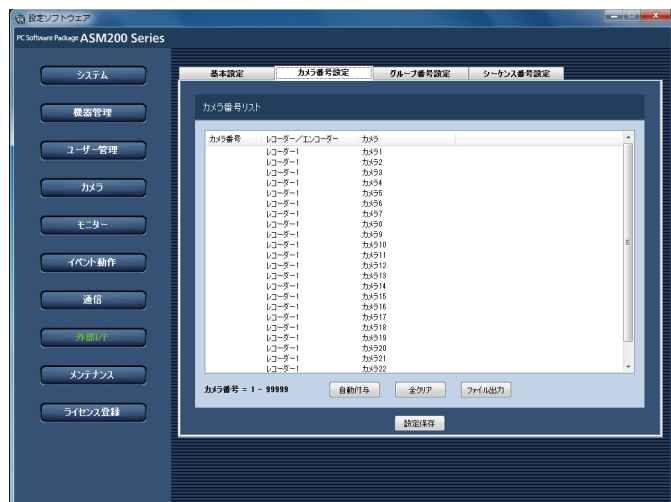 設定ソフトウェア
PC Software Package ASM200 Series
システム
機器管理
ユーザー管理
カメラ
モニター
イベント動作
通信
外部I/F
メンテナンス
ライセンス登録
基本設定 カメラ番号設定 グループ番号設定 シーケンス番号設定
カメラ番号リスト
カメラ番号 レコーダー／エンコーダー カメラ
レコーダー1 カメラ1
レコーダー1 カメラ2
レコーダー1 カメラ3
レコーダー1 カメラ4
レコーダー1 カメラ5
レコーダー1 カメラ6
レコーダー1 カメラ7
レコーダー1 カメラ8
レコーダー1 カメラ9
レコーダー1 カメラ10
レコーダー1 カメラ11
レコーダー1 カメラ12
レコーダー1 カメラ13
レコーダー1 カメラ14
レコーダー1 カメラ15
レコーダー1 カメラ16
レコーダー1 カメラ17
レコーダー1 カメラ18
レコーダー1 カメラ19
レコーダー1 カメラ20
レコーダー1 カメラ21
レコーダー1 カメラ22
カメラ番号 = 1 - 99999 自動付与 全クリア ファイル出力
設定保存